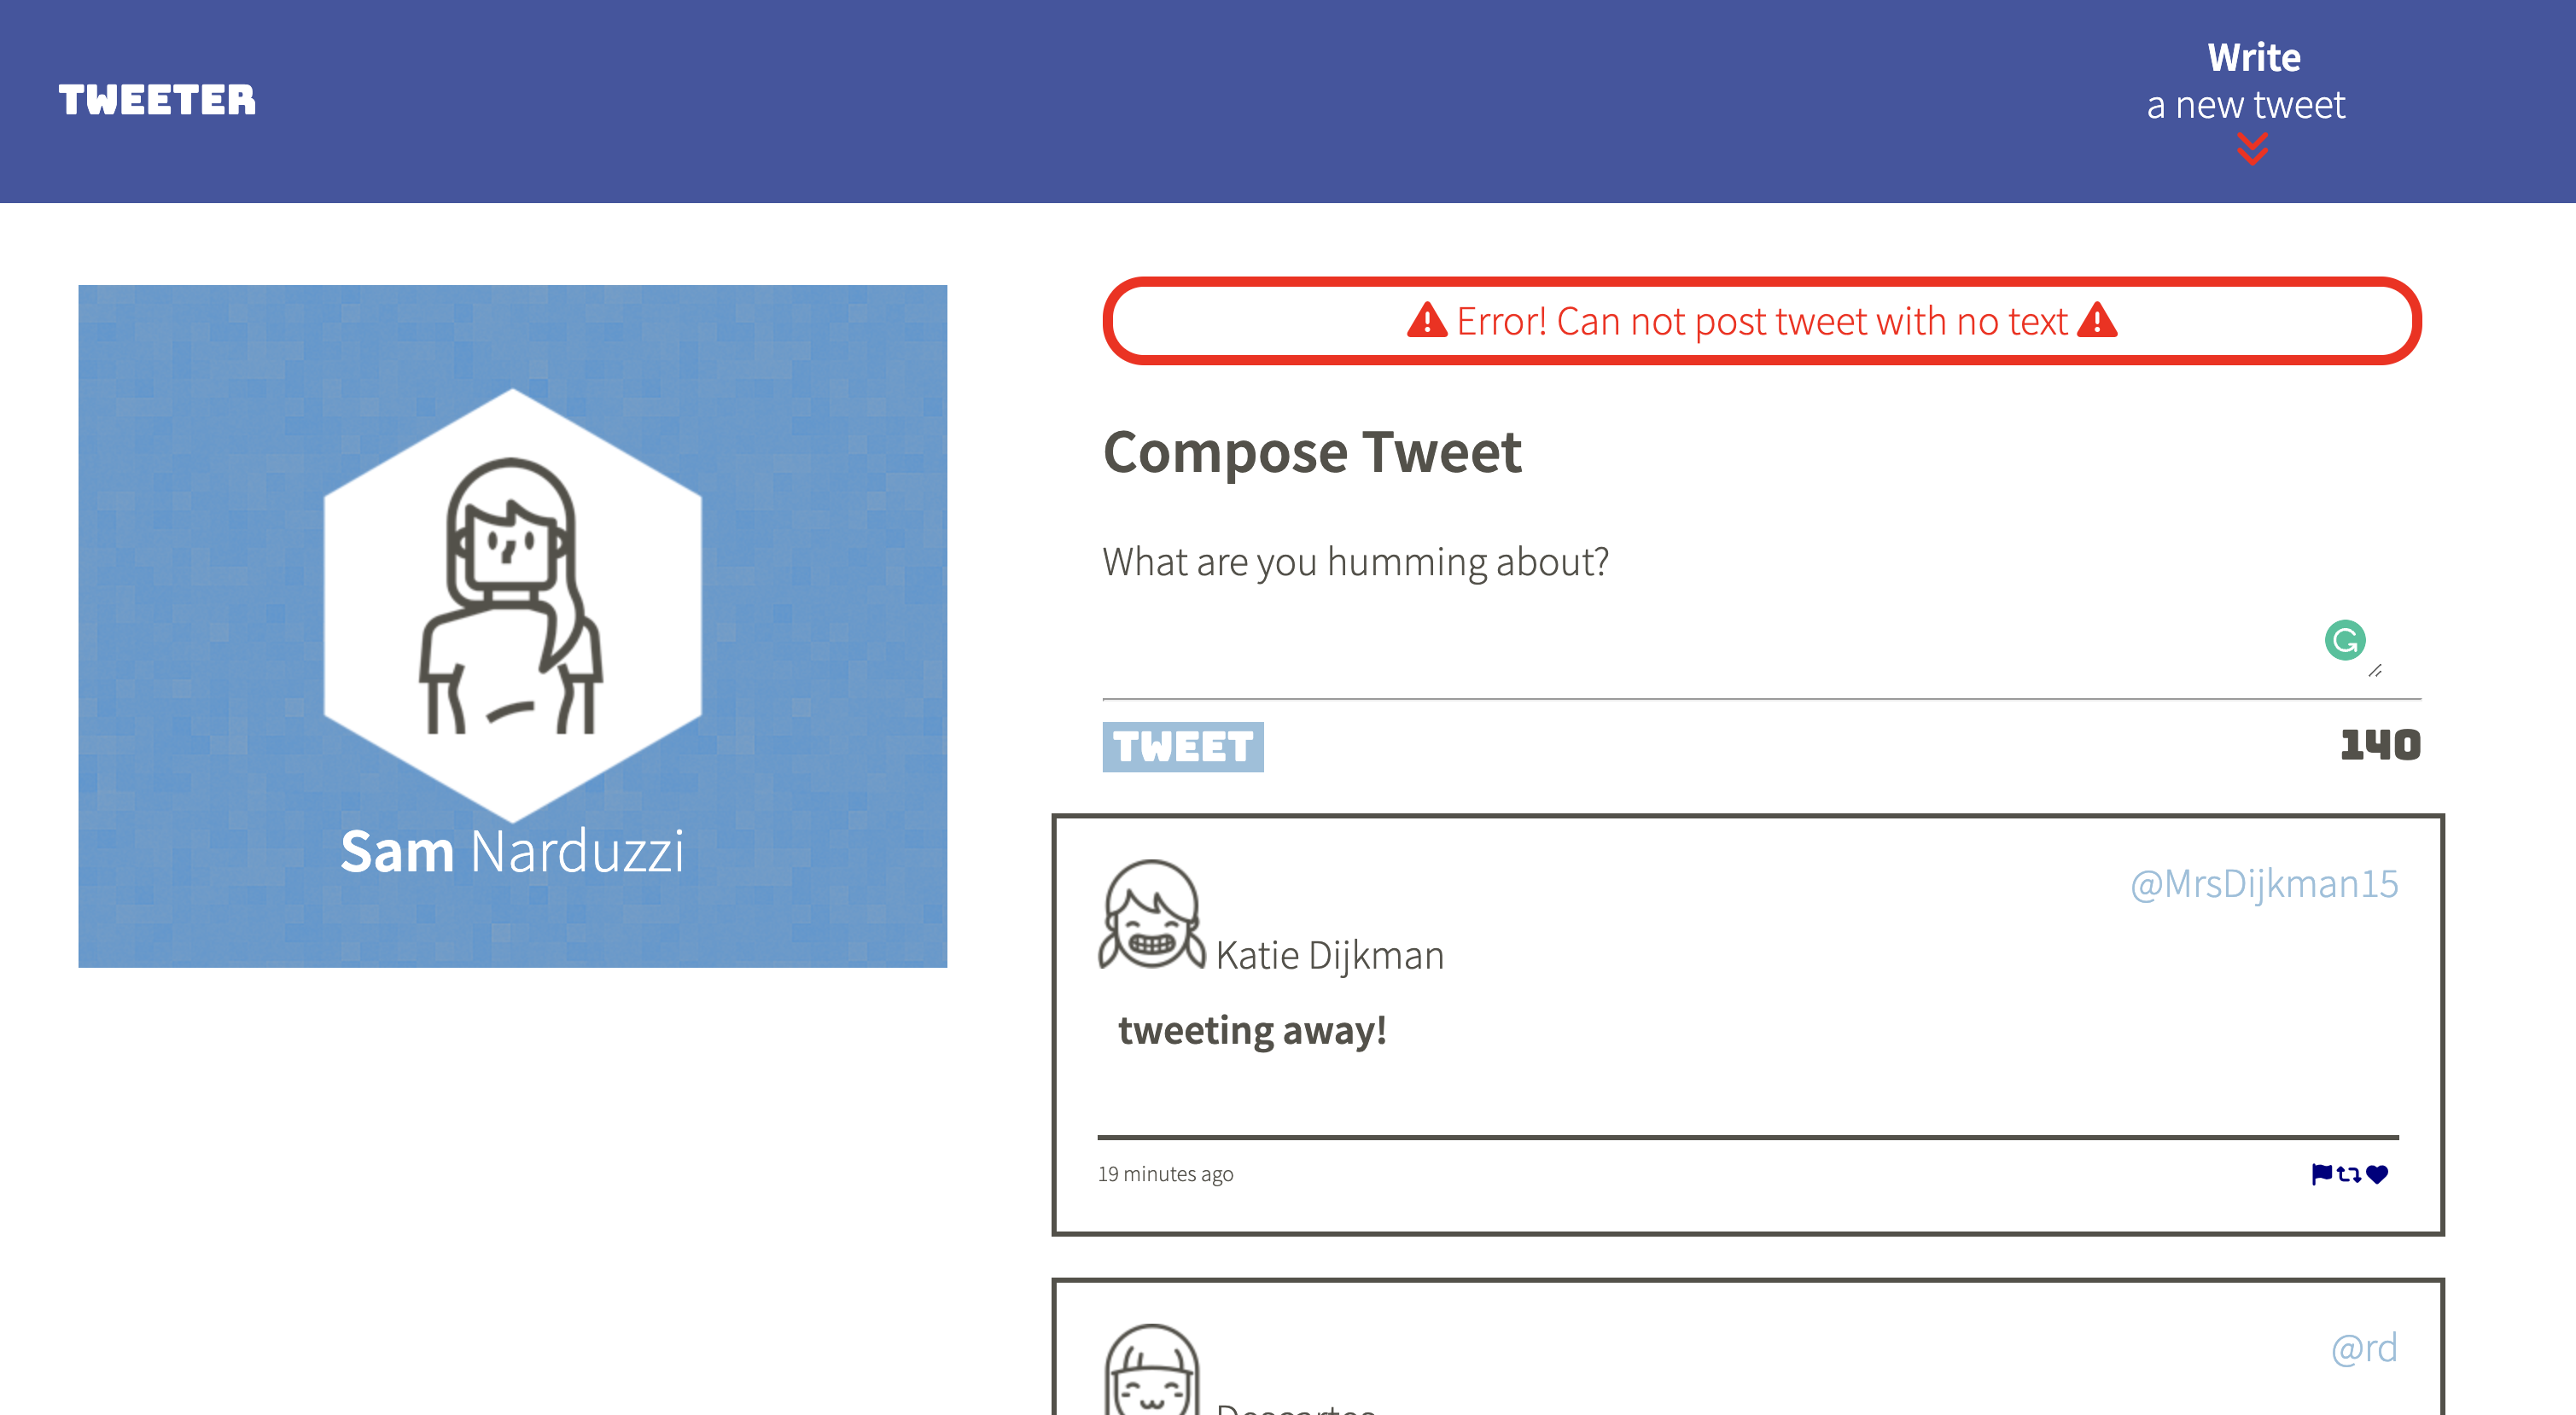 TWEETER
Write
a new tweet
Error! Can not post tweet with no text
Compose Tweet
What are you humming about?
TWEET
140
Sam Narduzzi
@MrsDijkman15
Katie Dijkman
tweeting away!
19 minutes ago
@rd
Descartes